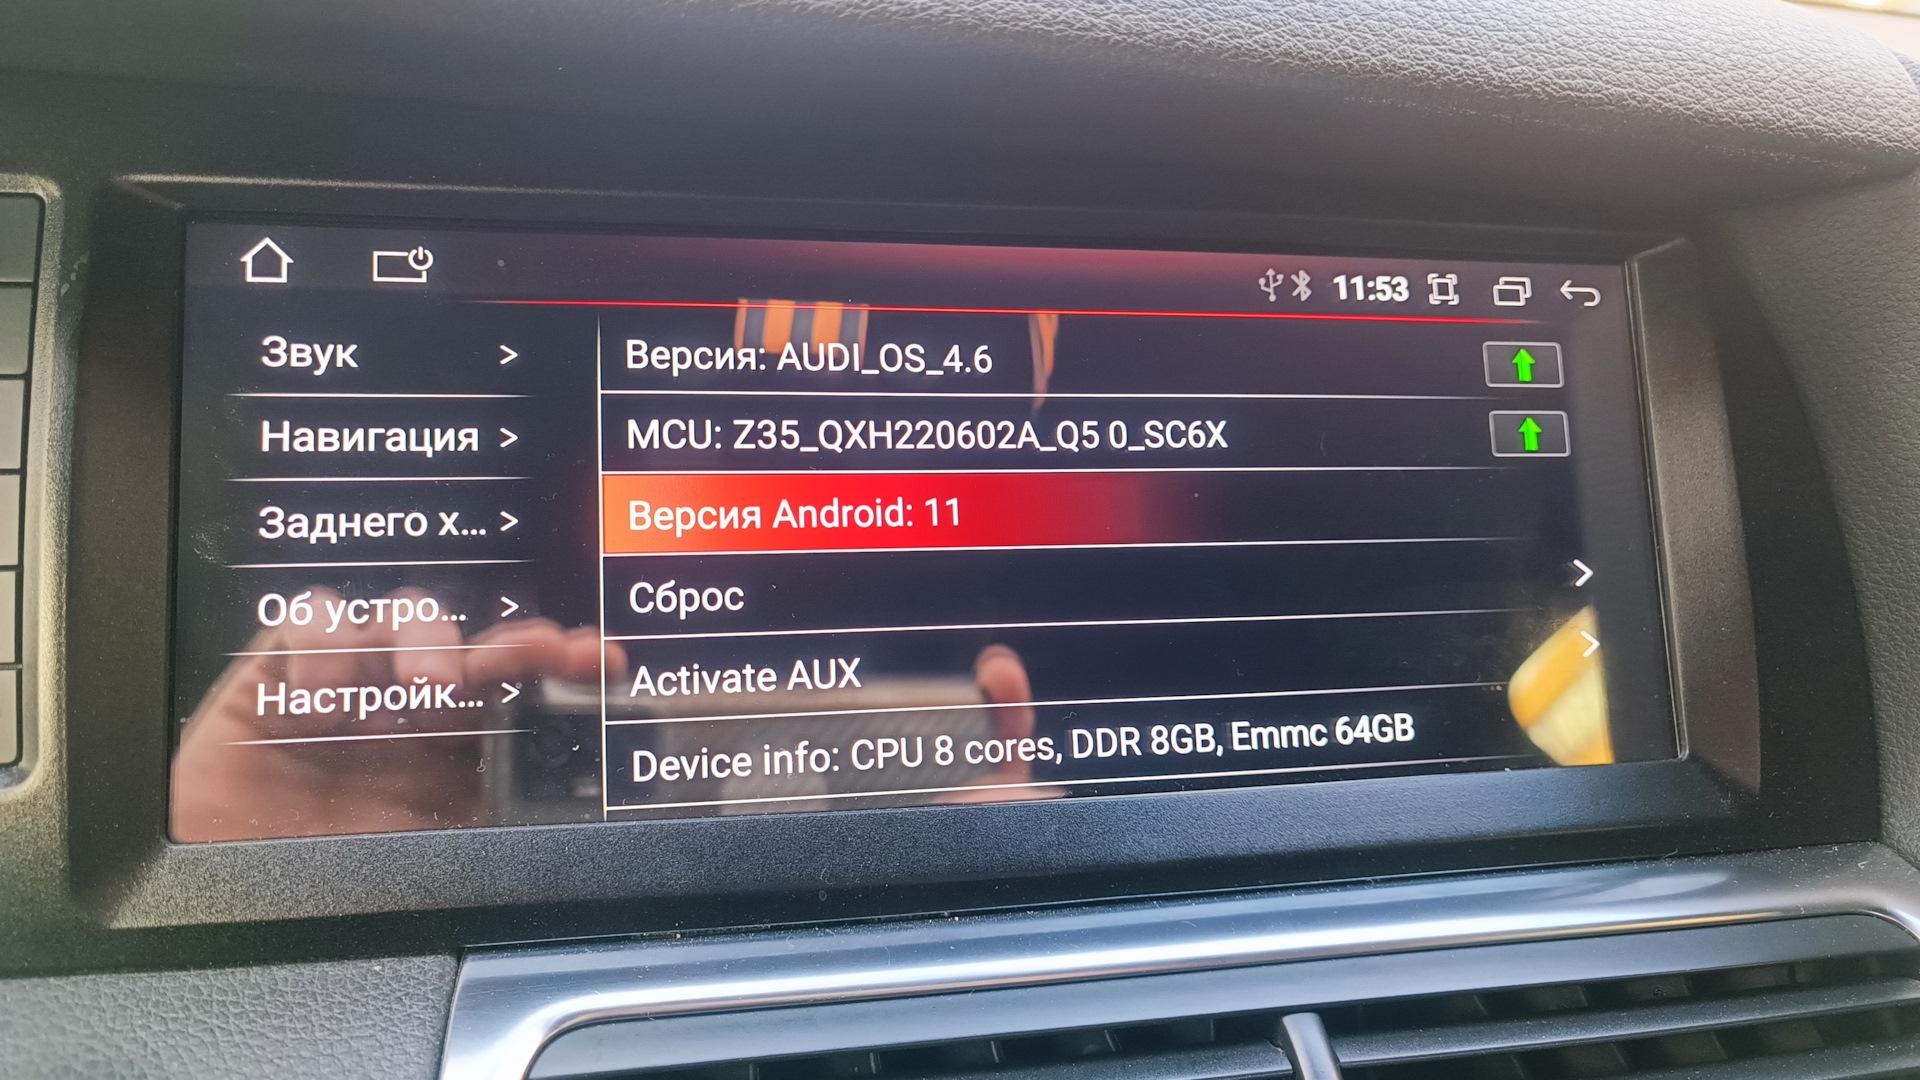 11:53
Звук >
Навигация >
Заднего х... >
Об устро... >
Настройк... >
Версия: AUDI_OS_4.6
MCU: Z35_QXH220602A_Q5 0_SC6X
Версия Android: 11
Сброс
Activate AUX
Device info: CPU 8 cores, DDR 8GB, Emmc 64GB